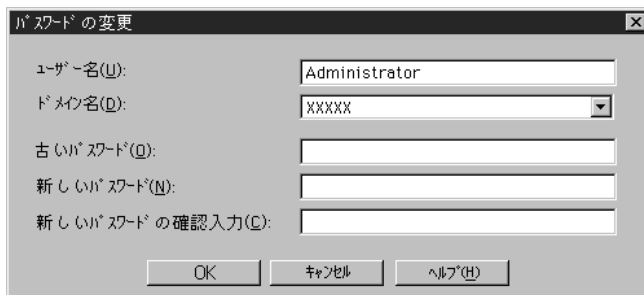 ﾊﾟｽﾜｰﾄﾞの変更
ﾕｰｻﾞｰ名(U):
Administrator
ﾄﾞﾒｲﾝ名(D):
XXXXX
古いﾊﾟｽﾜｰﾄﾞ(O):
新しいﾊﾟｽﾜｰﾄﾞ(N):
新しいﾊﾟｽﾜｰﾄﾞの確認入力(C):
OK
ｷｬﾝｾﾙ
ﾍﾙﾌﾟ(H)